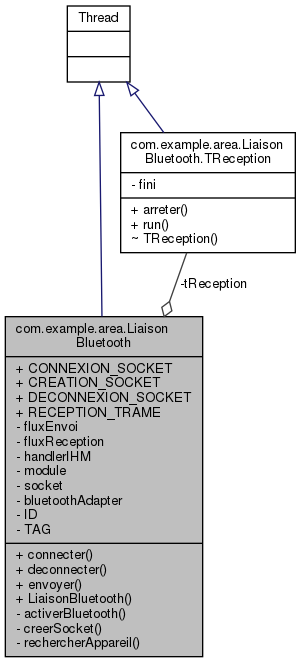 Thread
com.example.area.Liaison
Bluetooth.TReception
- fini
+ arreter()
+ run()
~ TReception()
-tReception
com.example.area.Liaison
Bluetooth
+ CONNEXION_SOCKET
+ CREATION_SOCKET
+ DECONNEXION_SOCKET
+ RECEPTION_TRAME
- fluxEnvoi
- fluxReception
- handlerIHM
- module
- socket
- bluetoothAdapter
- ID
- TAG
+ connecter()
+ deconnecter()
+ envoyer()
+ LiaisonBluetooth()
- activerBluetooth()
- creerSocket()
- rechercherAppareil()